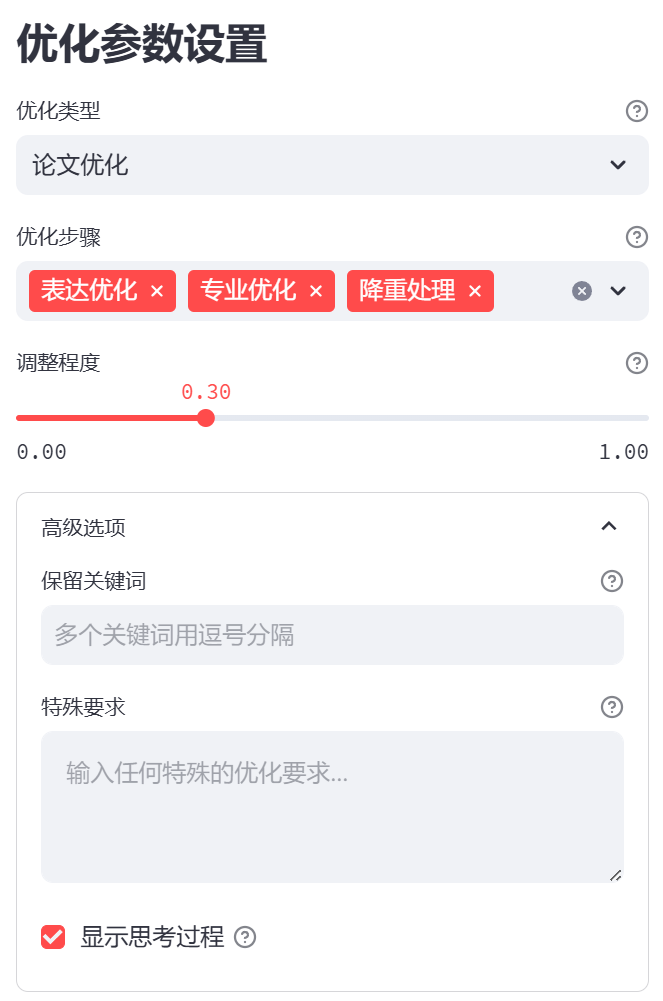 优化参数设置
优化类型
论文优化
优化步骤
表达优化 × 专业优化 × 降重处理 ×
调整程度
0.30
0.00 1.00
高级选项
保留关键词
多个关键词用逗号分隔
特殊要求
输入任何特殊的优化要求...
显示思考过程